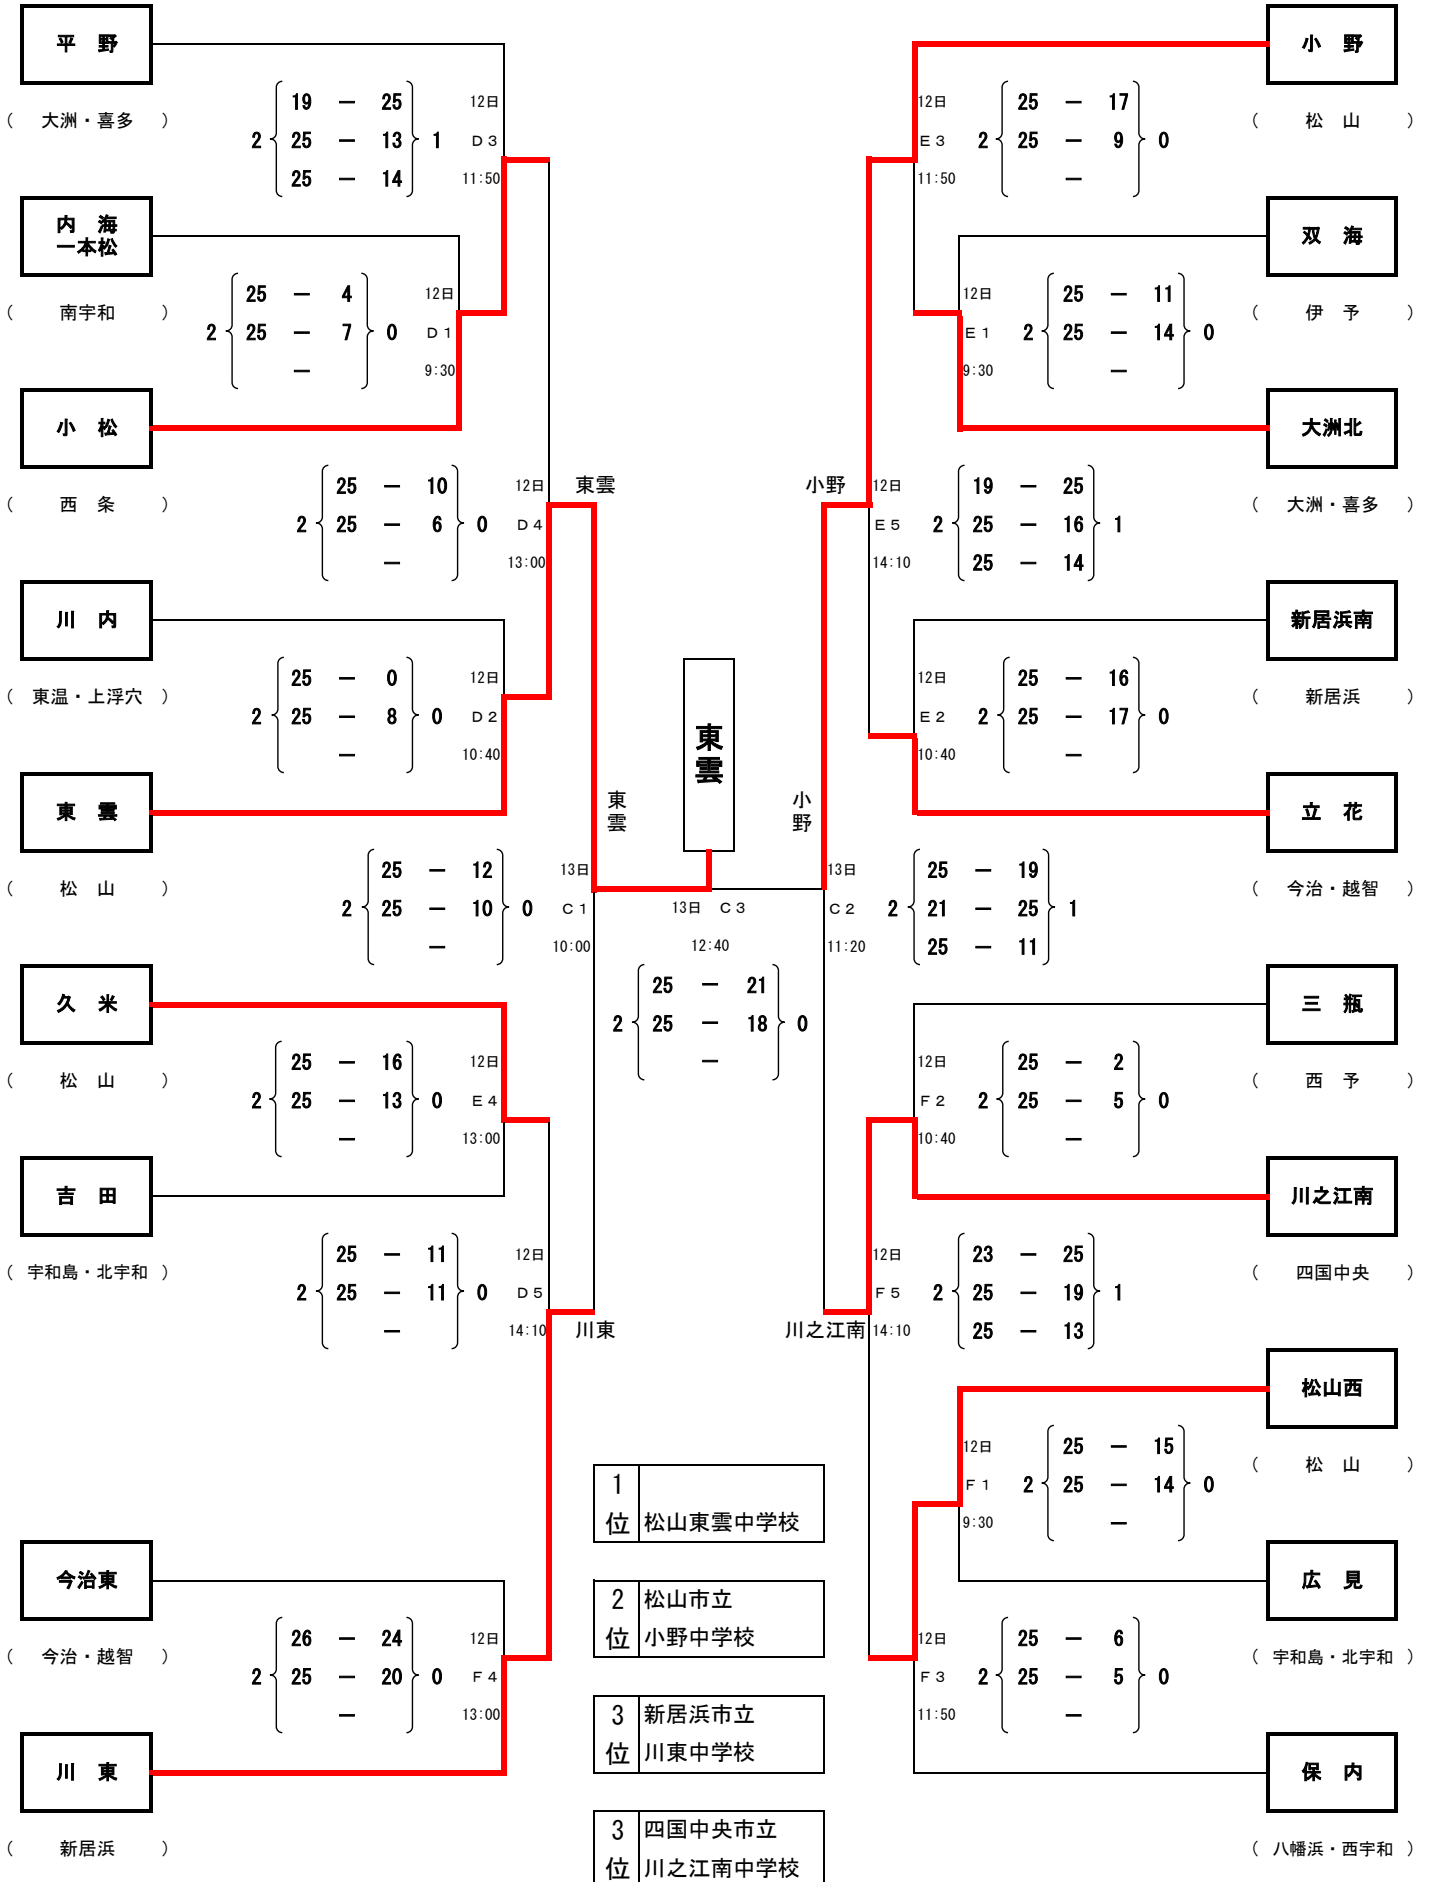 平　野
（　大洲・喜多　）
19 － 25
2 25 － 13 1
25 － 14
12日
D 3
11:50
内　海
一本松
（　南宇和　）
25 － 4
2 25 － 7 0
－
12日
D 1
9:30
小　松
（　西　条　）
25 － 10
2 25 － 6 0
－
12日
D 4
13:00
東雲
川　内
（　東温・上浮穴　）
25 － 0
2 25 － 8 0
－
12日
D 2
10:40
東　雲
（　松　山　）
25 － 12
2 25 － 10 0
－
13日
C 1
10:00
東雲
久　米
（　松　山　）
25 － 16
2 25 － 13 0
－
12日
E 4
13:00
吉　田
（　宇和島・北宇和　）
25 － 11
2 25 － 11 0
－
12日
D 5
14:10
川東
今治東
（　今治・越智　）
26 － 24
2 25 － 20 0
－
12日
F 4
13:00
川　東
（　新居浜　）
東雲
13日　C 3
12:40
25 － 21
2 25 － 18 0
－
小　野
（　松　山　）
12日
E 3
11:50
25 － 17
2 25 － 9 0
－
双　海
（　伊　予　）
12日
E 1
9:30
25 － 11
2 25 － 14 0
－
大洲北
（　大洲・喜多　）
小野
12日
E 5
14:10
19 － 25
2 25 － 16 1
25 － 14
新居浜南
（　新居浜　）
12日
E 2
10:40
25 － 16
2 25 － 17 0
－
立　花
（　今治・越智　）
小野
13日
C 2
11:20
25 － 19
2 21 － 25 1
25 － 11
三　瓶
（　西　予　）
12日
F 2
10:40
25 － 2
2 25 － 5 0
－
川之江南
（　四国中央　）
川之江南
12日
F 5
14:10
23 － 25
2 25 － 19 1
25 － 13
松山西
（　松　山　）
12日
F 1
9:30
25 － 15
2 25 － 14 0
－
広　見
（　宇和島・北宇和　）
12日
F 3
11:50
25 － 6
2 25 － 5 0
－
保　内
（　八幡浜・西宇和　）
1
位 松山東雲中学校
2 松山市立
位 小野中学校
3 新居浜市立
位 川東中学校
3 四国中央市立
位 川之江南中学校